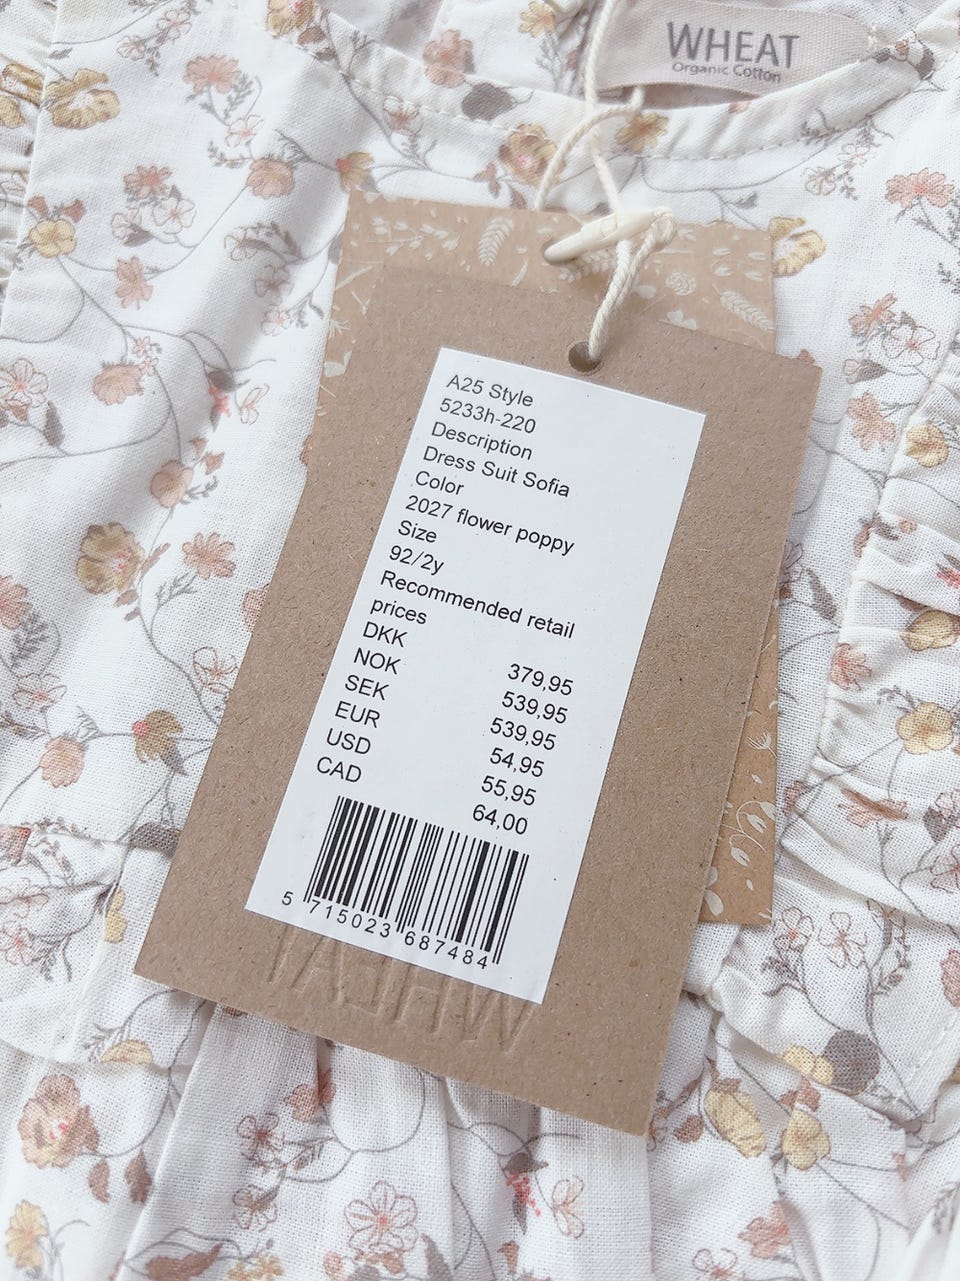 WHEAT
Organic Cotton
A25 Style
5233h-220
Description
Dress Suit Sofia
Color
2027 flower poppy
Size
92/2y
Recommended retail
prices
DKK 379,95
NOK 539,95
SEK 539,95
EUR 54,95
USD 55,95
CAD 64,00
5 715023 687484
WHEAT